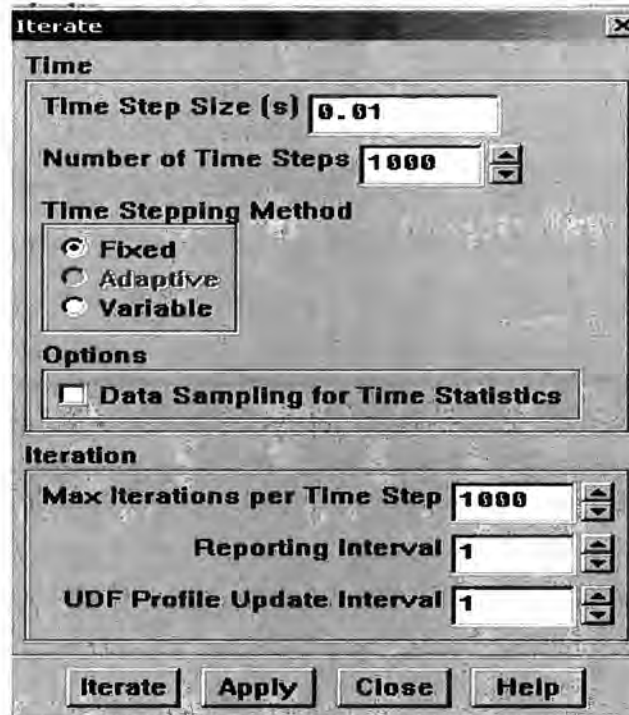 Iterate
Time
Time Step Size (s) 0.01
Number of Time Steps 1000
Time Stepping Method
Fixed
Adaptive
Variable
Options
Data Sampling for Time Statistics
Iteration
Max Iterations per Time Step 1000
Reporting Interval 1
UDF Profile Update Interval 1
Iterate Apply Close Help